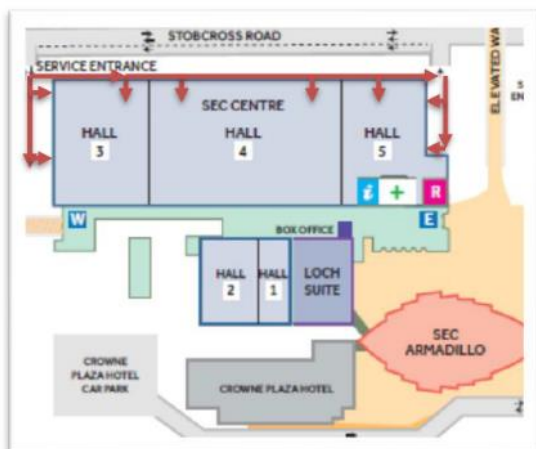 STOBCROSS ROAD
SERVICE ENTRANCE
ELEVATED WA
S
EN
SEC CENTRE
HALL
3
HALL
4
HALL
5
i
+
R
W
E
BOX OFFICE
HALL
2
HALL
1
LOCH
SUITE
SEC
ARMADILLO
CROWNE
PLAZA HOTEL
CAR PARK
CROWNE PLAZA HOTEL